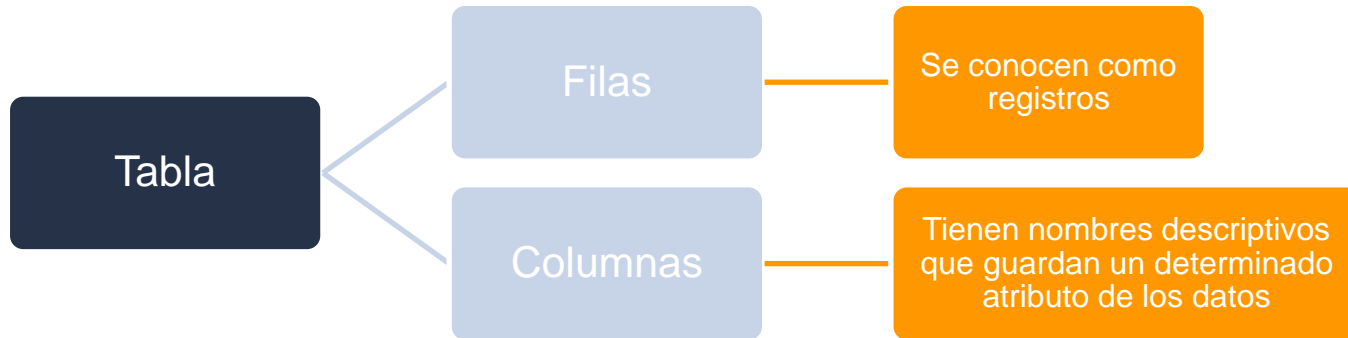 Tabla
Filas
Se conocen como
registros
Columnas
Tienen nombres descriptivos
que guardan un determinado
atributo de los datos